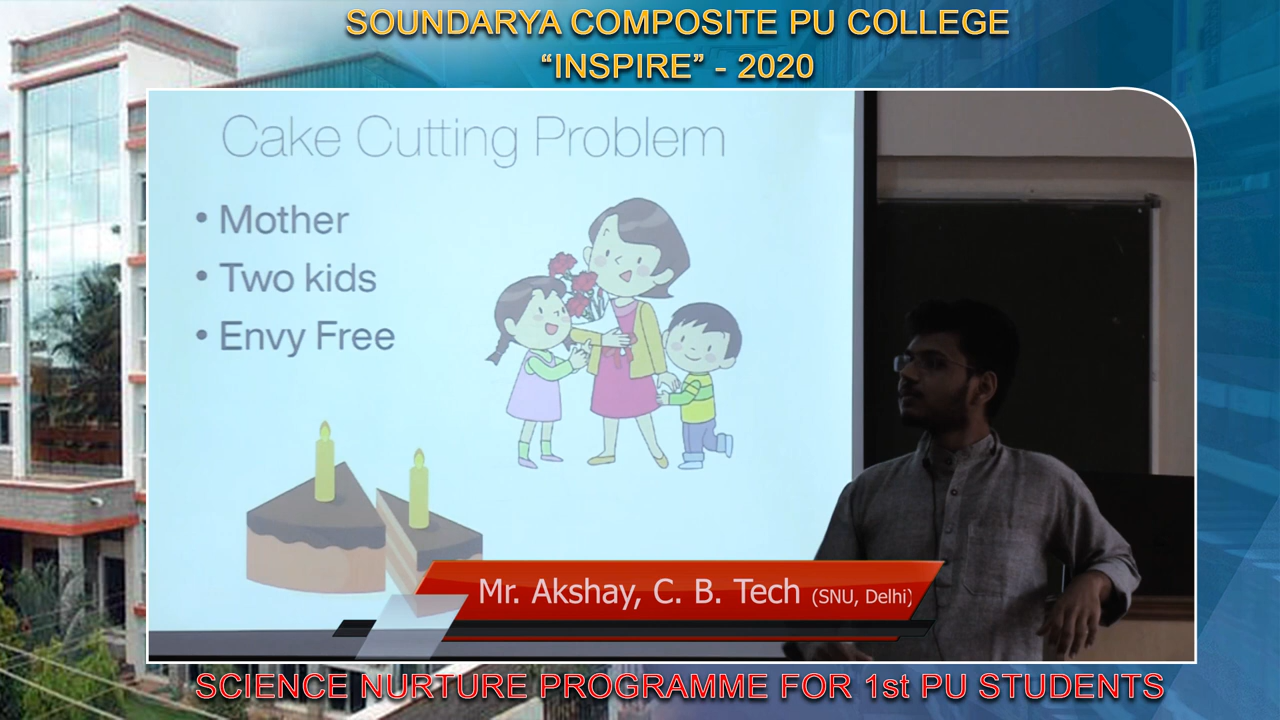 SOUNDARYA COMPOSITE PU COLLEGE
“INSPIRE” - 2020
Cake Cutting Problem
• Mother
• Two kids
• Envy Free
Mr. Akshay, C. B. Tech (SNU, Delhi)
SCIENCE NURTURE PROGRAMME FOR 1st PU STUDENTS